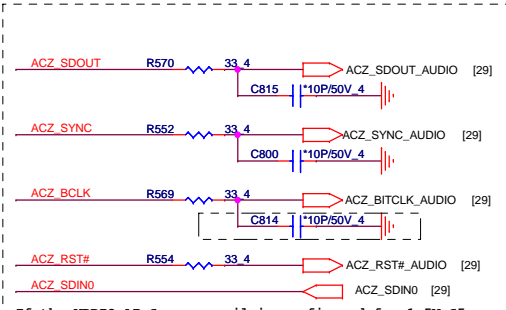 ACZ_SDOUT R570 33_4 ACZ_SDOUT_AUDIO [29]
C815 *10P/50V_4
ACZ_SYNC R552 33_4 ACZ_SYNC_AUDIO [29]
C800 *10P/50V_4
ACZ_BCLK R569 33_4 ACZ_BITCLK_AUDIO [29]
C814 *10P/50V_4
ACZ_RST# R554 33_4 ACZ_RST#_AUDIO [29]
ACZ_SDIN0 ACZ_SDIN0 [29]